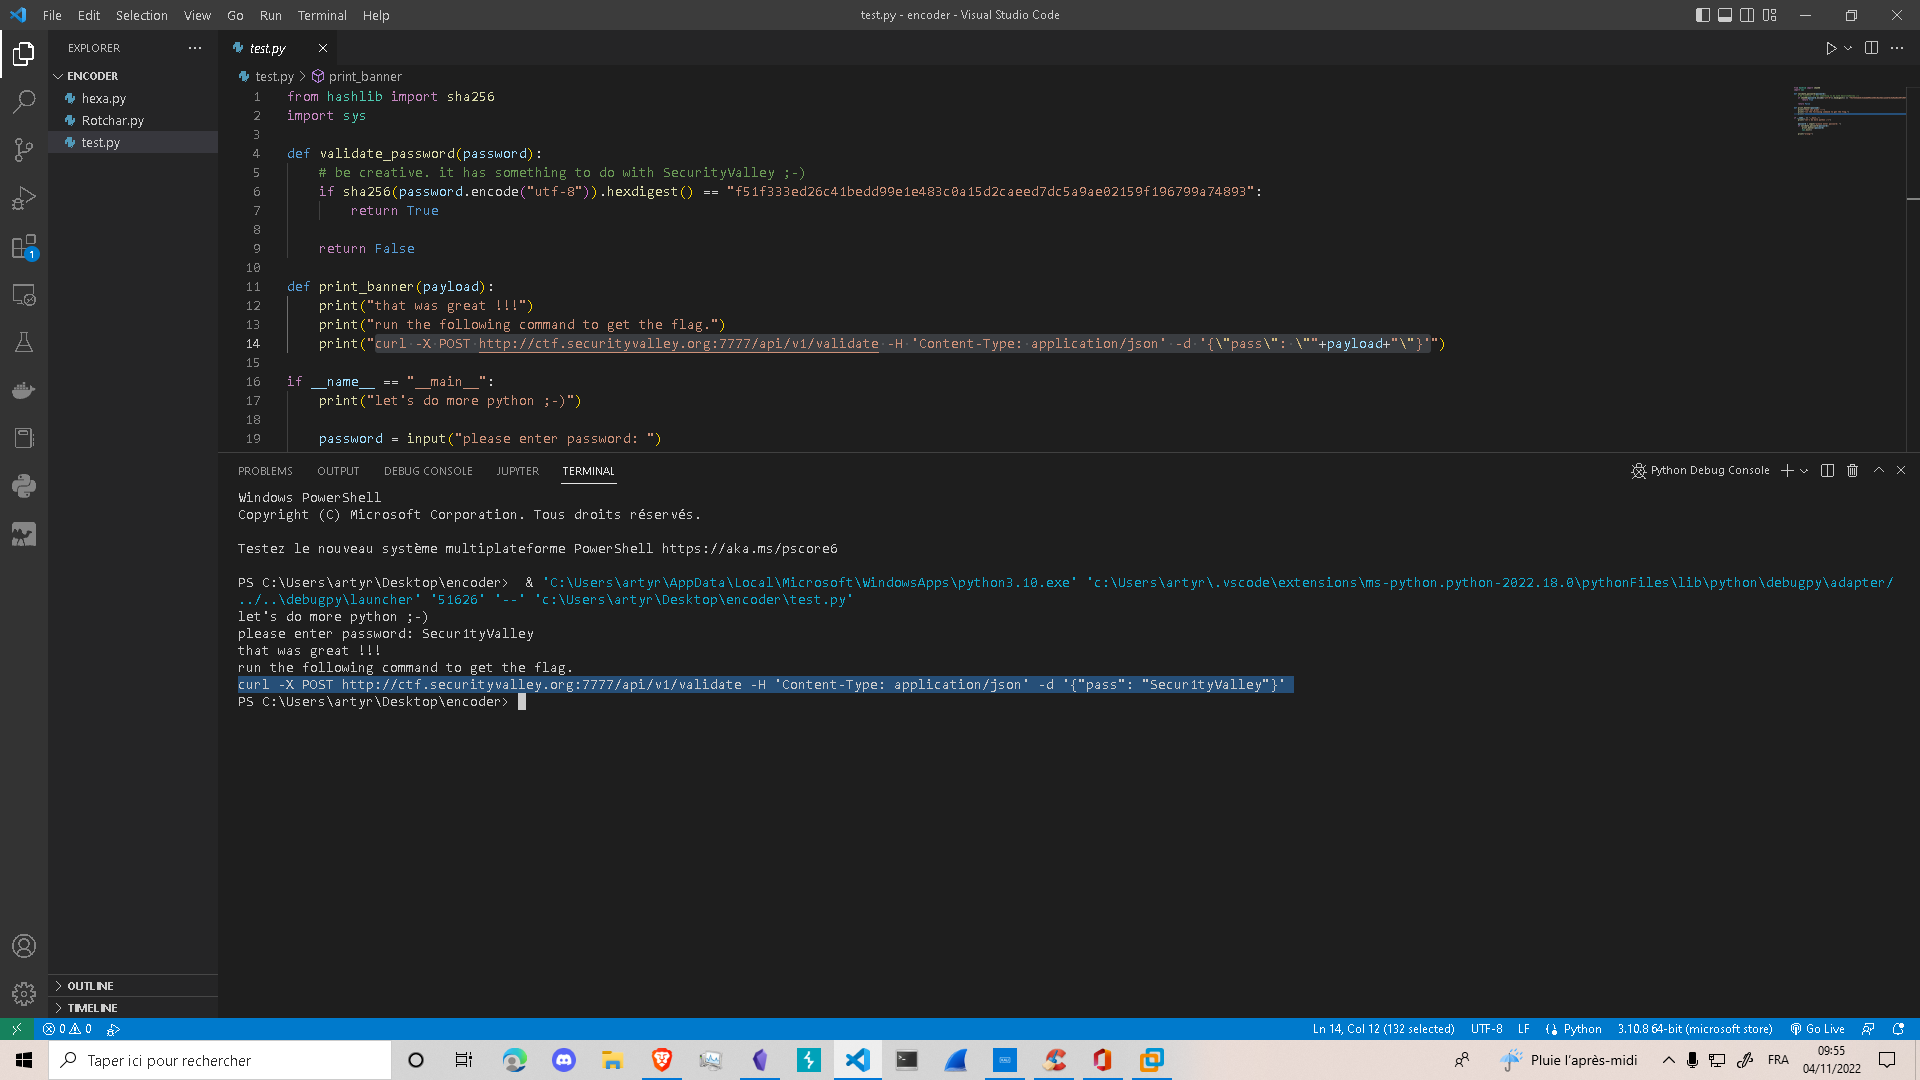 File Edit Selection View Go Run Terminal Help
test.py - encoder - Visual Studio Code
EXPLORER
ENCODER
hexa.py
Rotchar.py
test.py
OUTLINE
TIMELINE
1
test.py
test.py > print_banner
1 from hashlib import sha256
2 import sys
3
4 def validate_password(password):
5 # be creative. it has something to do with SecurityValley ;-)
6 if sha256(password.encode("utf-8")).hexdigest() == "f51f333ed26c41bedd99e1e483c0a15d2caeed7dc5a9ae02159f196799a74893":
7 return True
8
9 return False
10
11 def print_banner(payload):
12 print("that was great !!!")
13 print("run the following command to get the flag.")
14 print("curl -X POST http://ctf.securityvalley.org:7777/api/v1/validate -H 'Content-Type: application/json' -d '{\"pass\": \""+payload+"\"}'")
15
16 if __name__ == "__main__":
17 print("let's do more python ;-)")
18
19 password = input("please enter password: ")
PROBLEMS OUTPUT DEBUG CONSOLE JUPYTER TERMINAL
Python Debug Console
Windows PowerShell
Copyright (C) Microsoft Corporation. Tous droits réservés.
Testez le nouveau système multiplateforme PowerShell https://aka.ms/pscore6
PS C:\Users\artyr\Desktop\encoder> & 'C:\Users\artyr\AppData\Local\Microsoft\WindowsApps\python3.10.exe' 'c:\Users\artyr\.vscode\extensions\ms-python.python-2022.18.0\pythonFiles\lib\python\debugpy\adapter/
../..\debugpy\launcher' '51626' '--' 'c:\Users\artyr\Desktop\encoder\test.py'
let's do more python ;-)
please enter password: Secur1tyValley
that was great !!!
run the following command to get the flag.
curl -X POST http://ctf.securityvalley.org:7777/api/v1/validate -H 'Content-Type: application/json' -d '{"pass": "Secur1tyValley"}'
PS C:\Users\artyr\Desktop\encoder>
0 0
Ln 14, Col 12 (132 selected) UTF-8 LF Python 3.10.8 64-bit (microsoft store) Go Live
Taper ici pour rechercher
Pluie l'après-midi
FRA
09:55
04/11/2022